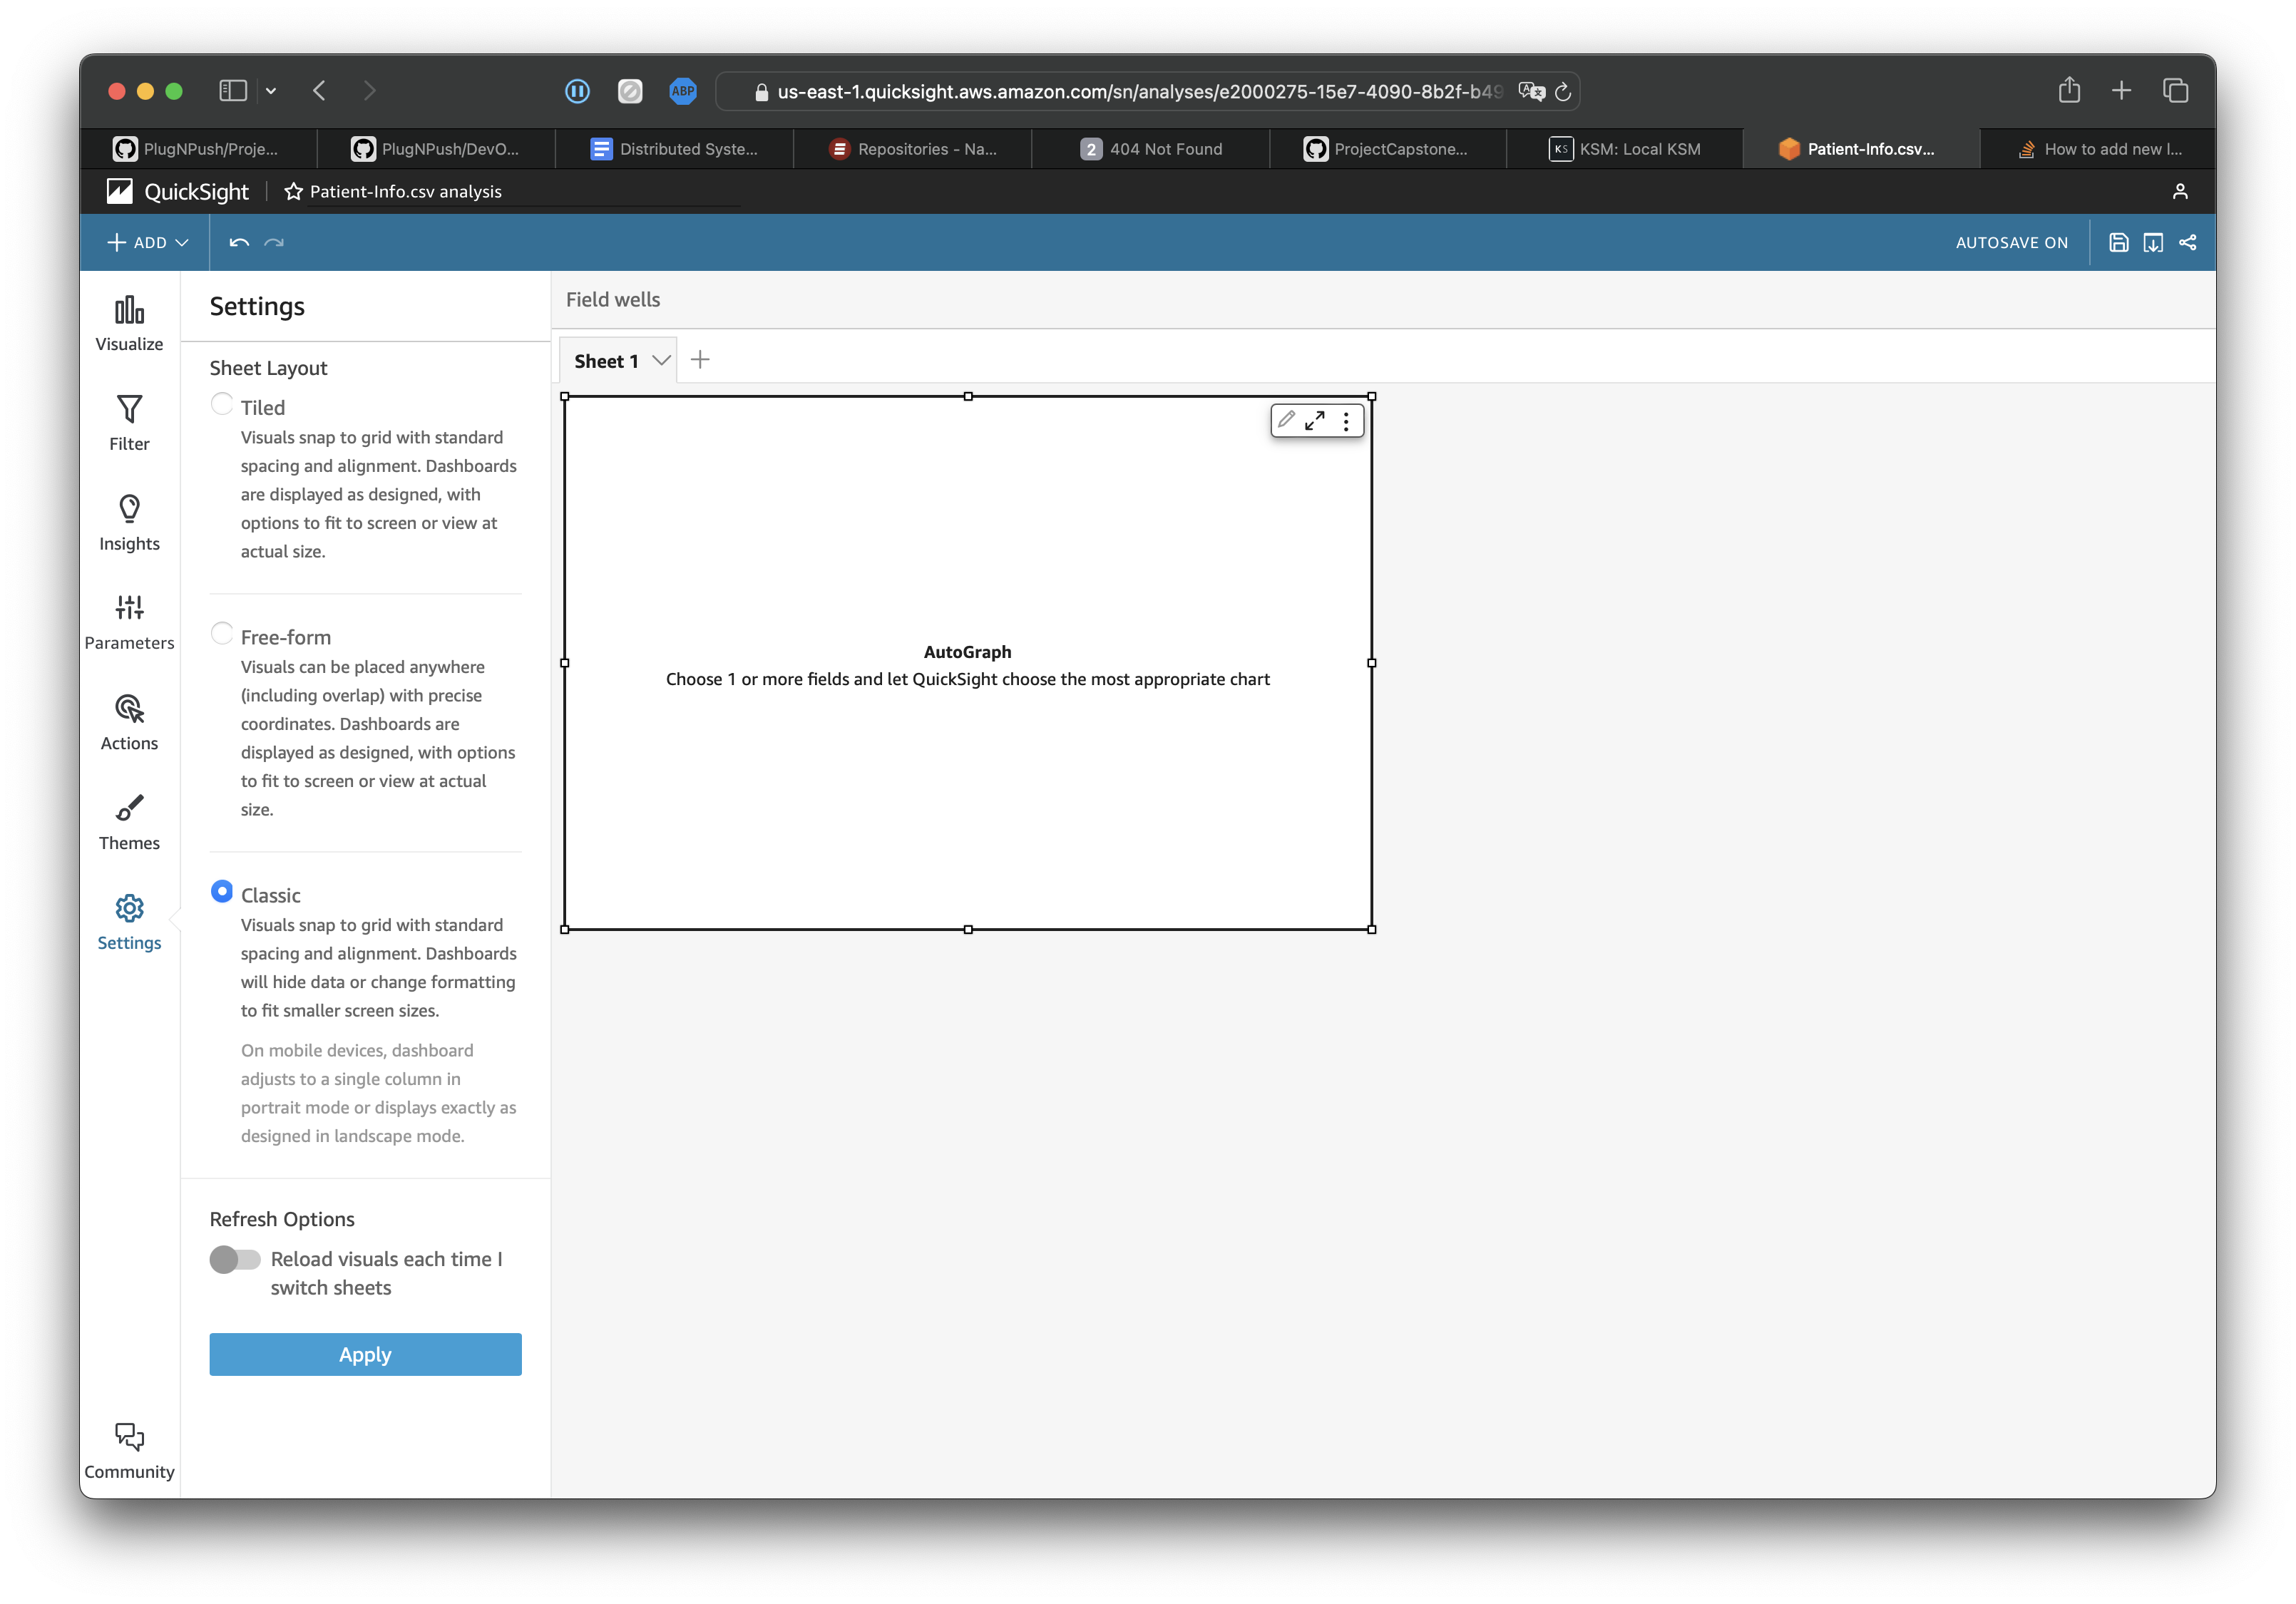 ABP
us-east-1.quicksight.aws.amazon.com/sn/analyses/e2000275-15e7-4090-8b2f-b49
PlugNPush/Proje...
PlugNPush/DevO...
Distributed Syste...
Repositories - Na...
2 404 Not Found
ProjectCapstone...
KS KSM: Local KSM
Patient-Info.csv...
How to add new l...
QuickSight
Patient-Info.csv analysis
ADD
AUTOSAVE ON
Visualize
Filter
Insights
Parameters
Actions
Themes
Settings
Community
Settings
Sheet Layout
Tiled
Visuals snap to grid with standard
spacing and alignment. Dashboards
are displayed as designed, with
options to fit to screen or view at
actual size.
Free-form
Visuals can be placed anywhere
(including overlap) with precise
coordinates. Dashboards are
displayed as designed, with options
to fit to screen or view at actual
size.
Classic
Visuals snap to grid with standard
spacing and alignment. Dashboards
will hide data or change formatting
to fit smaller screen sizes.
On mobile devices, dashboard
adjusts to a single column in
portrait mode or displays exactly as
designed in landscape mode.
Refresh Options
Reload visuals each time I
switch sheets
Apply
Field wells
Sheet 1
AutoGraph
Choose 1 or more fields and let QuickSight choose the most appropriate chart